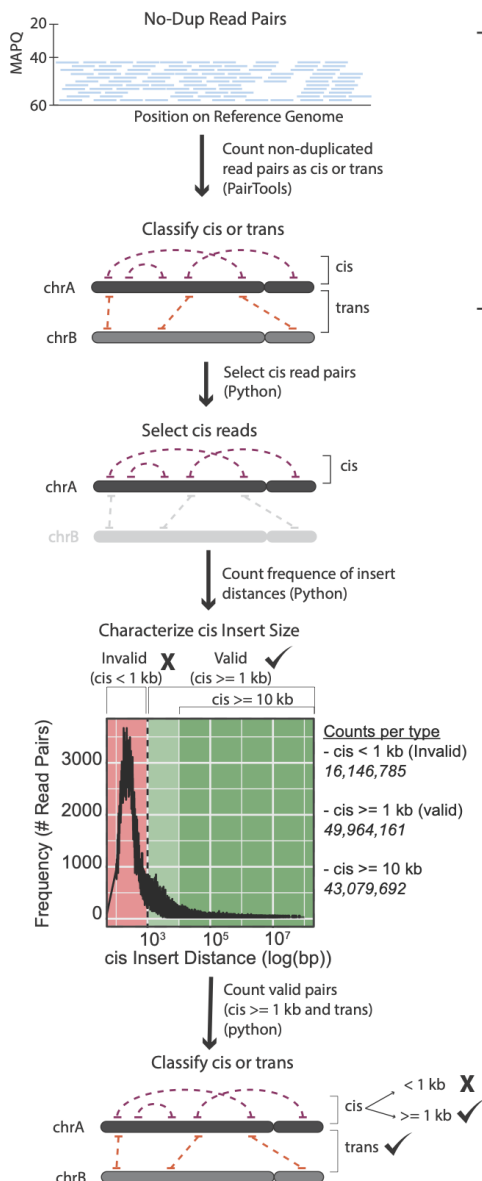 No-Dup Read Pairs
20
40
60
MAPQ
Position on Reference Genome
Count non-duplicated
read pairs as cis or trans
(PairTools)
Classify cis or trans
cis
chrA
trans
chrB
Select cis read pairs
(Python)
Select cis reads
cis
chrA
chrB
Count frequence of insert
distances (Python)
Characterize cis Insert Size
Invalid X Valid
(cis < 1 kb) (cis >= 1 kb)
cis >= 10 kb
Frequency (# Read Pairs)
3000
2000
1000
0
10³ 10⁵ 10⁷
cis Insert Distance (log(bp))
Counts per type
- cis < 1 kb (Invalid)
16,146,785
- cis >= 1 kb (valid)
49,964,161
- cis >= 10 kb
43,079,692
Count valid pairs
(cis >= 1 kb and trans)
(python)
Classify cis or trans
< 1 kb X
cis
>= 1 kb
chrA
trans
chrB